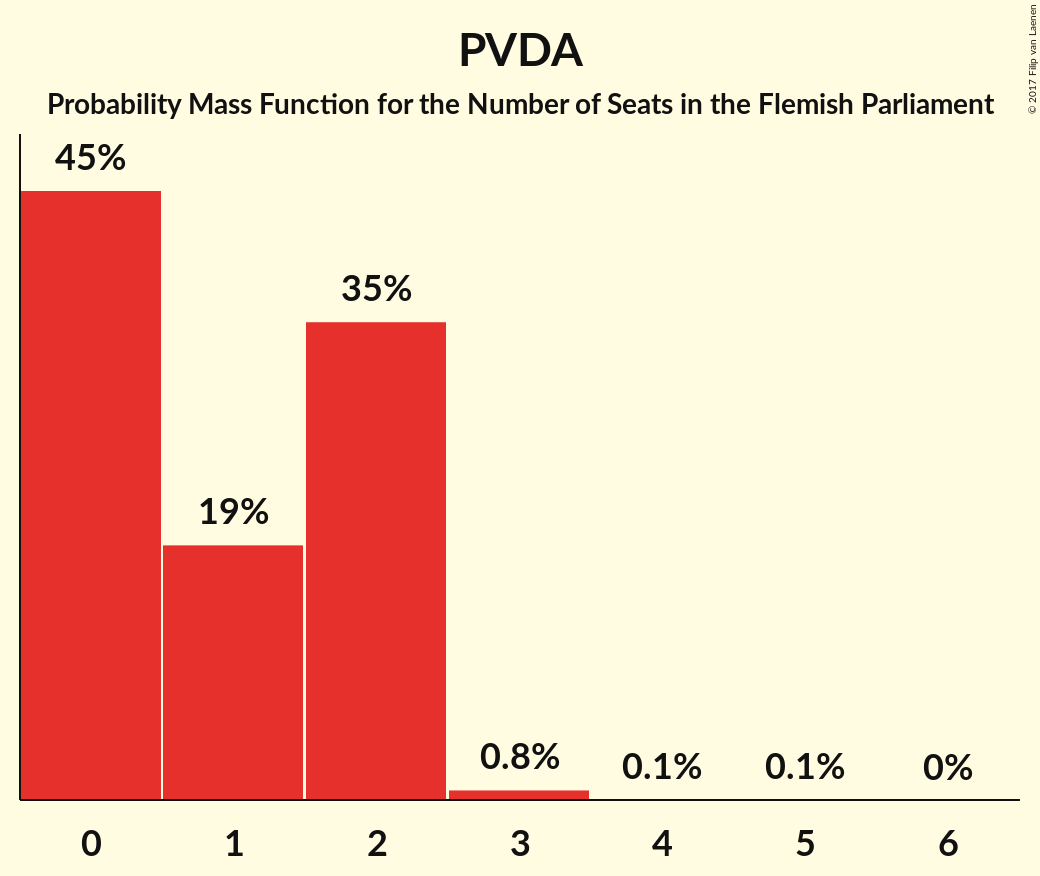 PVDA
Probability Mass Function for the Number of Seats in the Flemish Parliament
© 2017 Filip van Laenen
45%
19%
35%
0.8%
0.1%
0.1%
0%
0 1 2 3 4 5 6